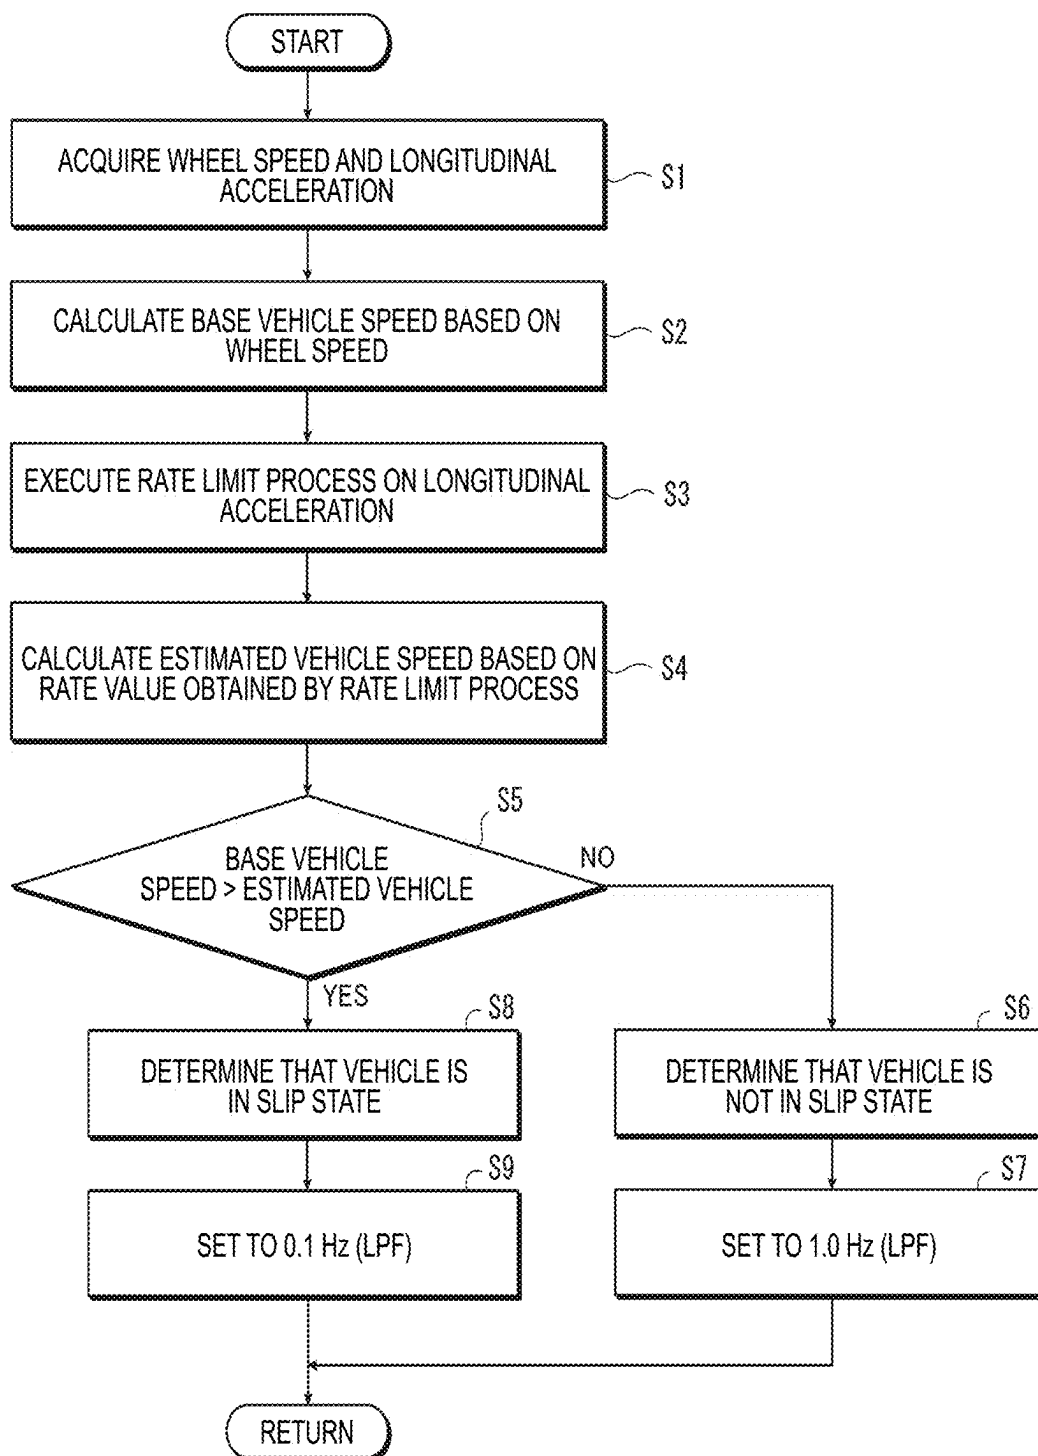 START
ACQUIRE WHEEL SPEED AND LONGITUDINAL
ACCELERATION
S1
CALCULATE BASE VEHICLE SPEED BASED ON
WHEEL SPEED
S2
EXECUTE RATE LIMIT PROCESS ON LONGITUDINAL
ACCELERATION
S3
CALCULATE ESTIMATED VEHICLE SPEED BASED ON
RATE VALUE OBTAINED BY RATE LIMIT PROCESS
S4
S5
BASE VEHICLE
SPEED > ESTIMATED VEHICLE
SPEED
NO
YES
S8
DETERMINE THAT VEHICLE IS
IN SLIP STATE
S6
DETERMINE THAT VEHICLE IS
NOT IN SLIP STATE
S9
SET TO 0.1 Hz (LPF)
S7
SET TO 1.0 Hz (LPF)
RETURN